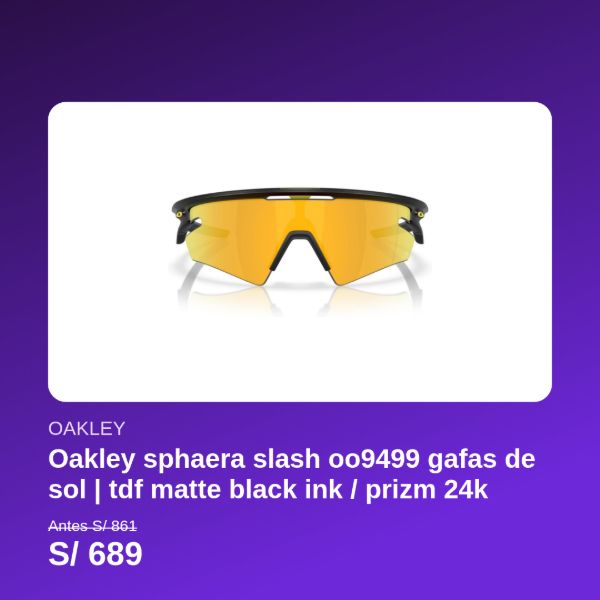 OAKLEY
Oakley sphaera slash oo9499 gafas de
sol | tdf matte black ink / prizm 24k
Antes S/ 861
S/ 689